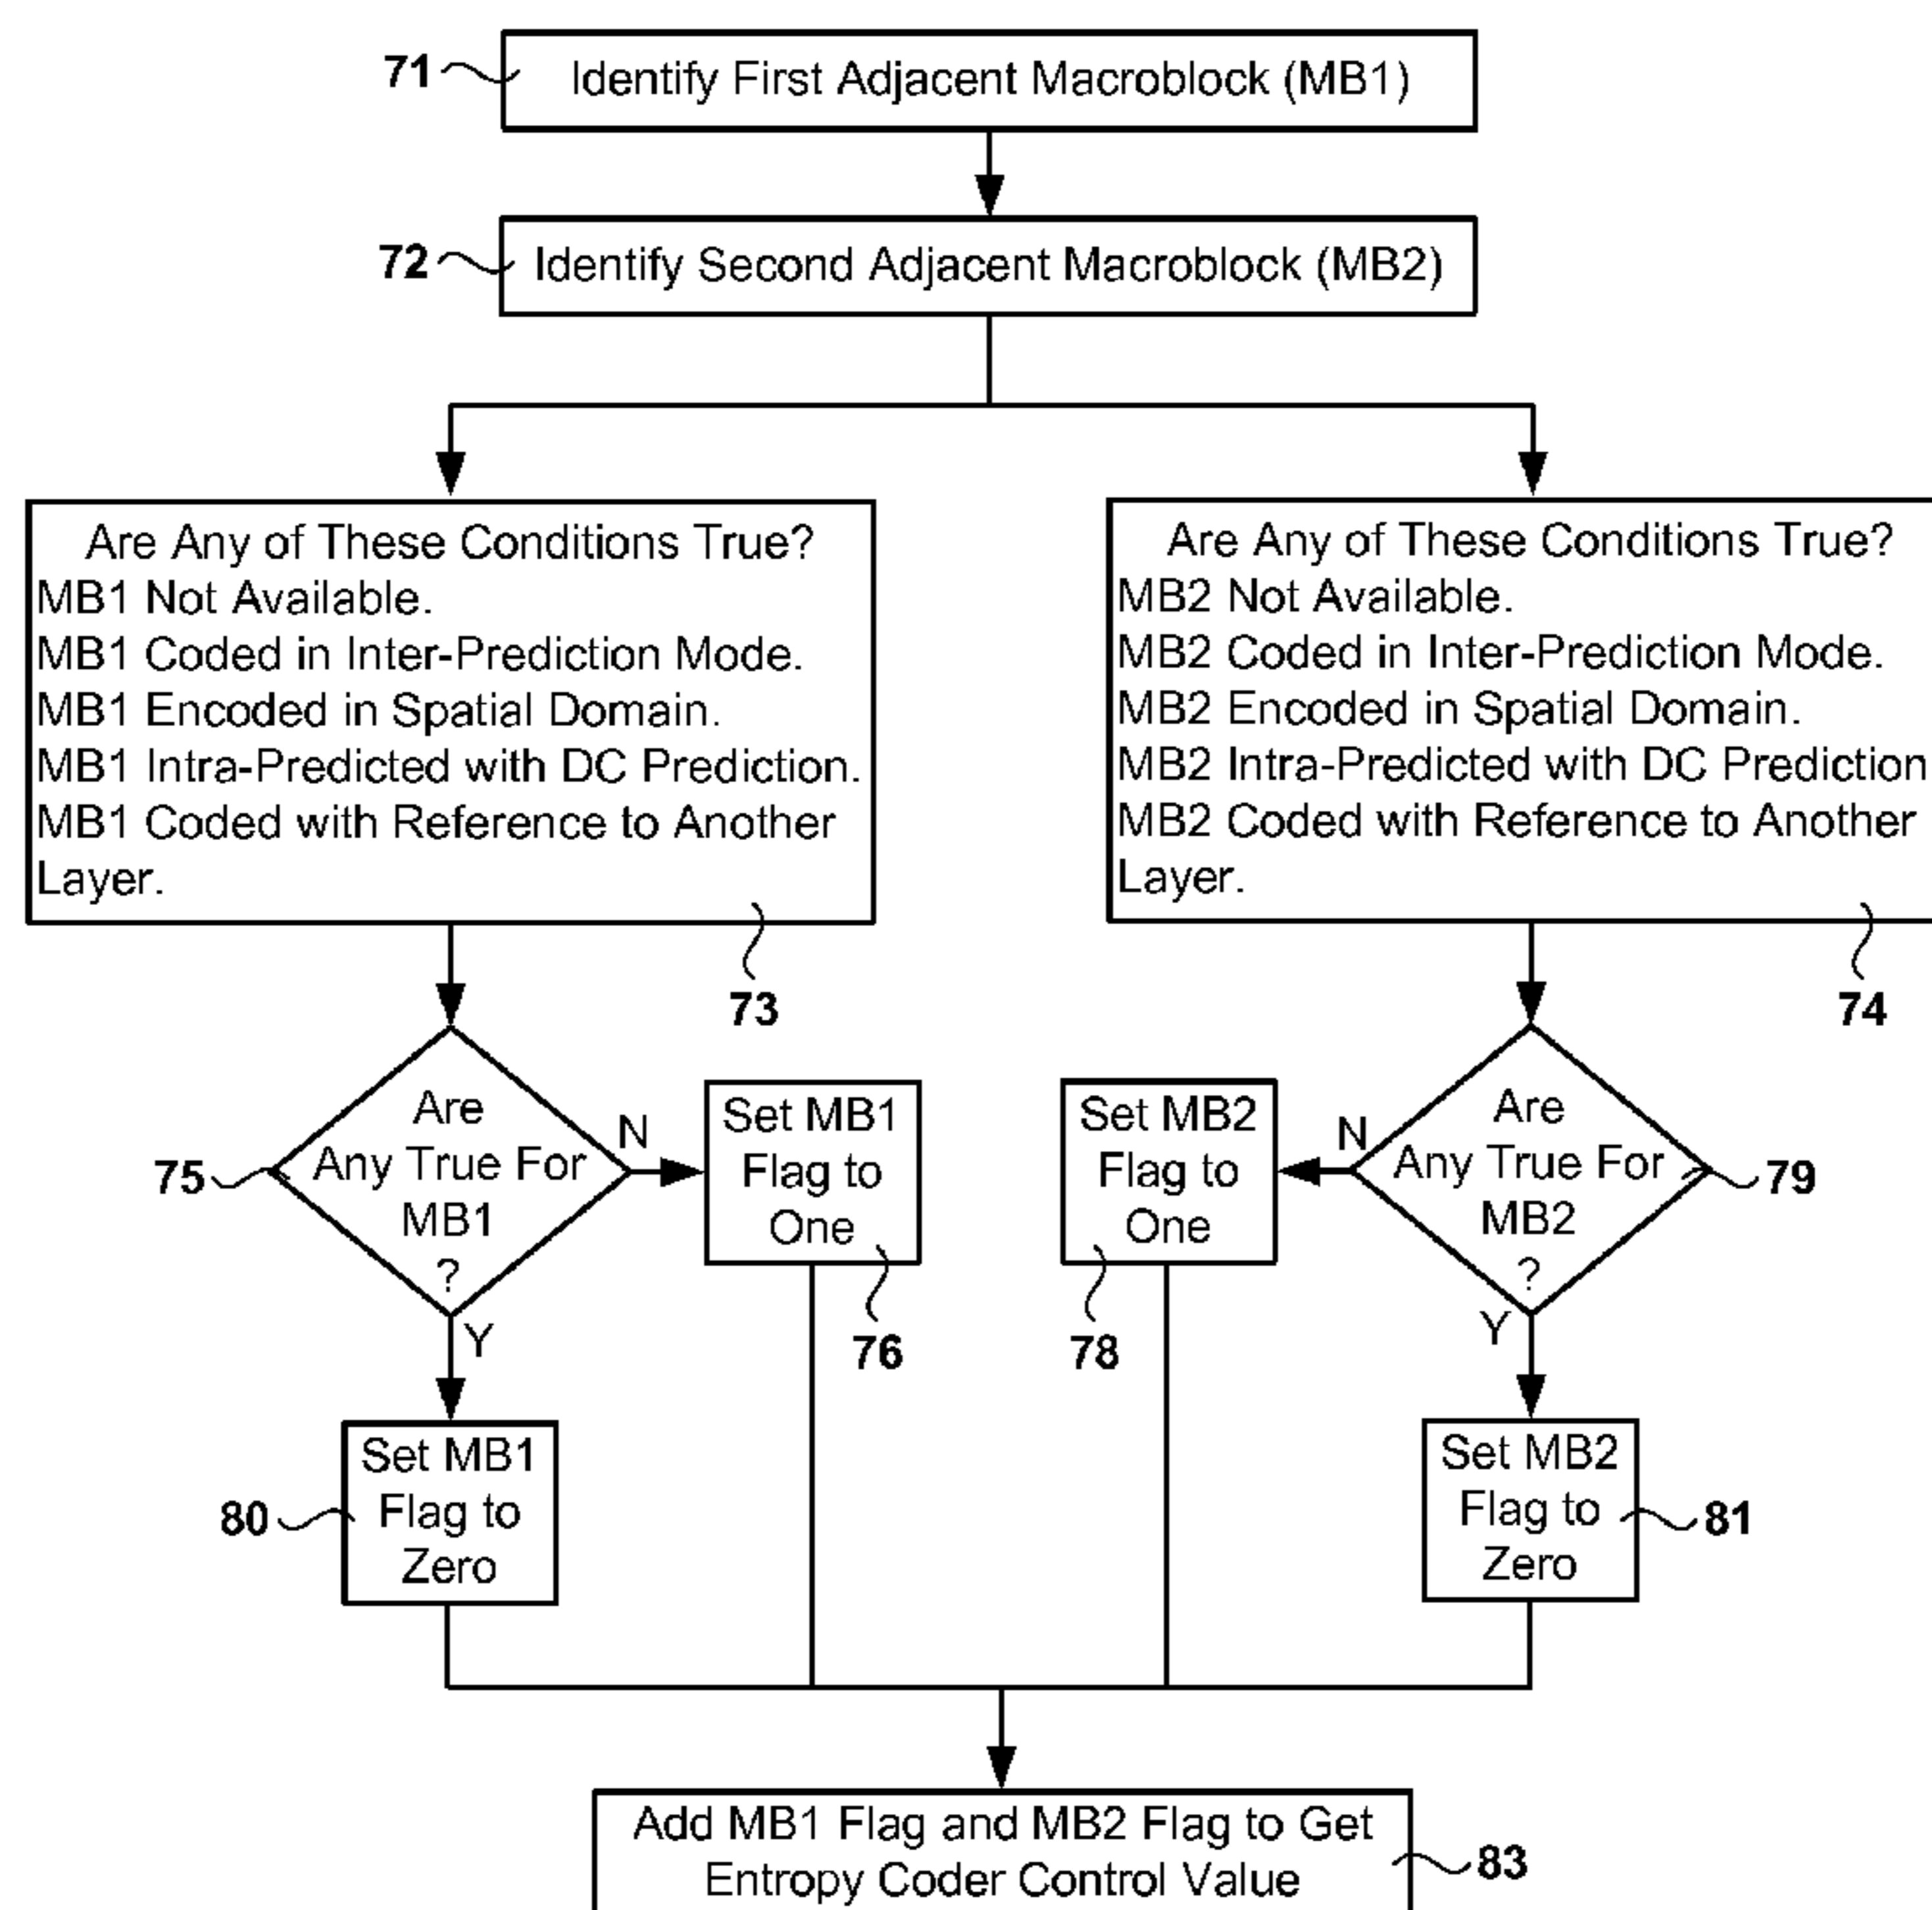 71
Identify First Adjacent Macroblock (MB1)
72
Identify Second Adjacent Macroblock (MB2)
Are Any of These Conditions True?
MB1 Not Available.
MB1 Coded in Inter-Prediction Mode.
MB1 Encoded in Spatial Domain.
MB1 Intra-Predicted with DC Prediction.
MB1 Coded with Reference to Another
Layer.
73
Are Any of These Conditions True?
MB2 Not Available.
MB2 Coded in Inter-Prediction Mode.
MB2 Encoded in Spatial Domain.
MB2 Intra-Predicted with DC Prediction
MB2 Coded with Reference to Another
Layer.
74
75
Are
Any True For
MB1
?
N
Y
Set MB1
Flag to
One
76
Set MB2
Flag to
One
78
N
Are
Any True For
MB2
?
Y
79
80
Set MB1
Flag to
Zero
Set MB2
Flag to
Zero
81
Add MB1 Flag and MB2 Flag to Get
Entropy Coder Control Value
83